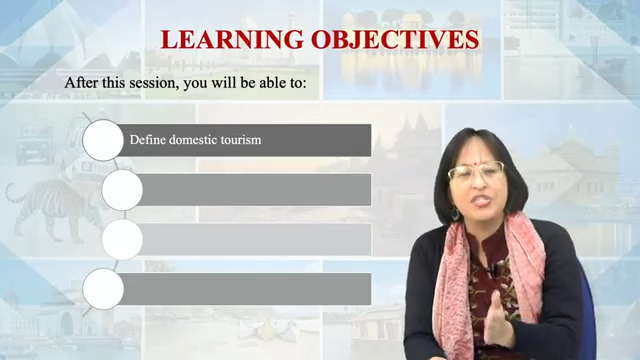 LEARNING OBJECTIVES
After this session, you will be able to:
Define domestic tourism